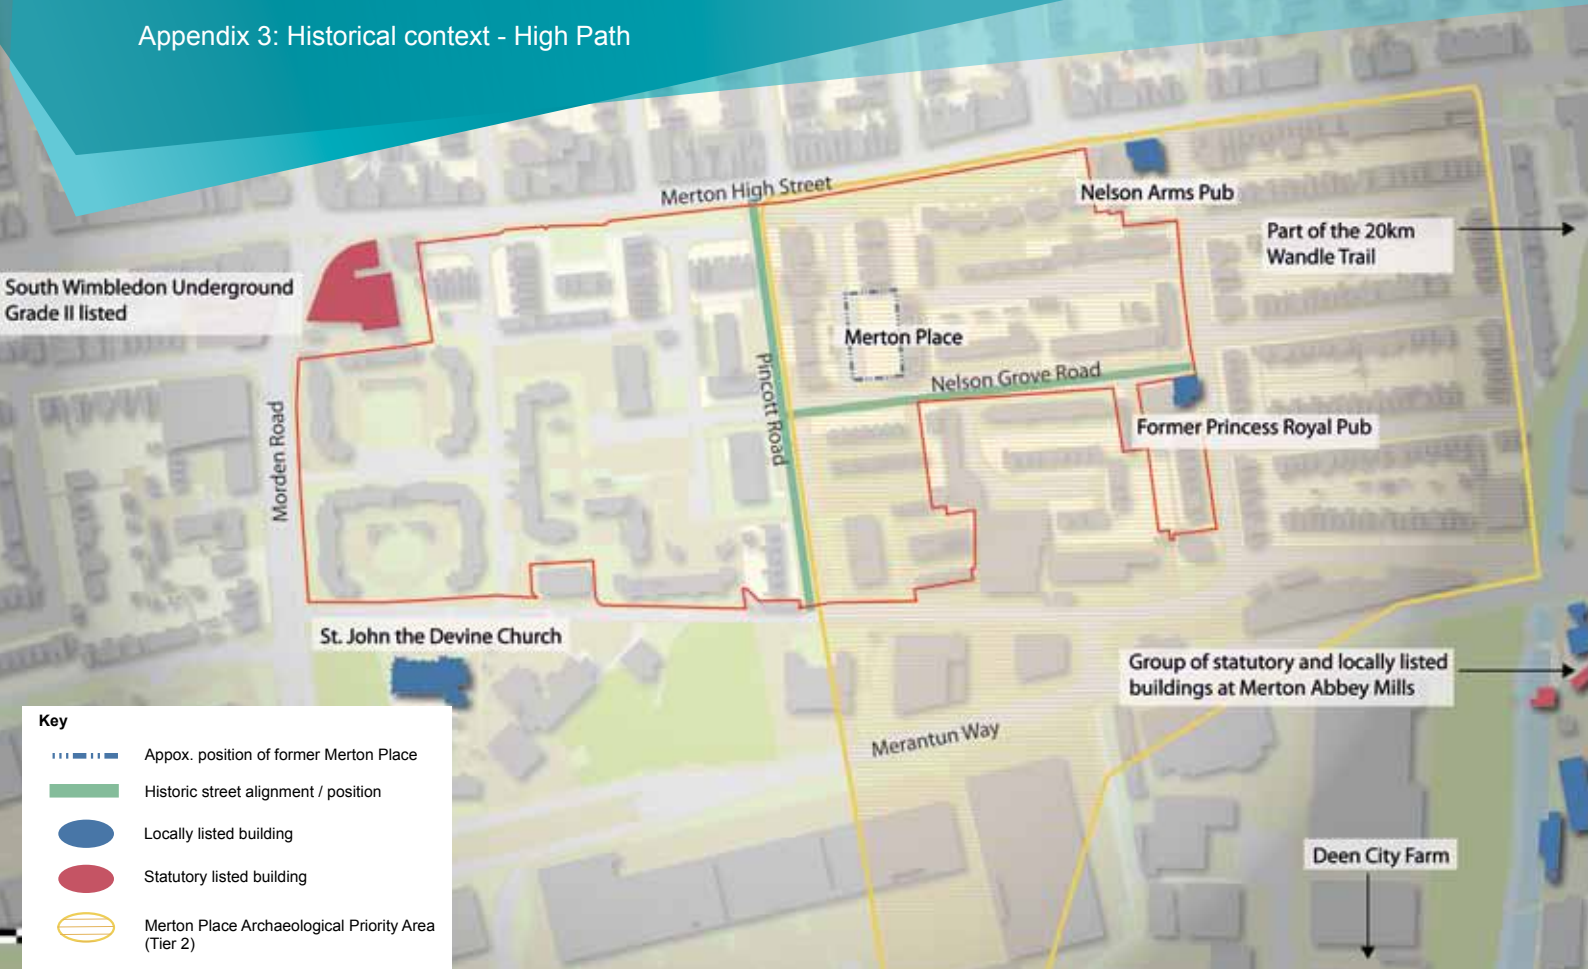 Appendix 3: Historical context - High Path
Merton High Street
Nelson Arms Pub
Part of the 20km
Wandle Trail
South Wimbledon Underground
Grade II listed
Merton Place
Nelson Grove Road
Pincott Road
Former Princess Royal Pub
Morden Road
St. John the Devine Church
Group of statutory and locally listed
buildings at Merton Abbey Mills
Merantun Way
Deen City Farm
Key
Appox. position of former Merton Place
Historic street alignment / position
Locally listed building
Statutory listed building
Merton Place Archaeological Priority Area
(Tier 2)